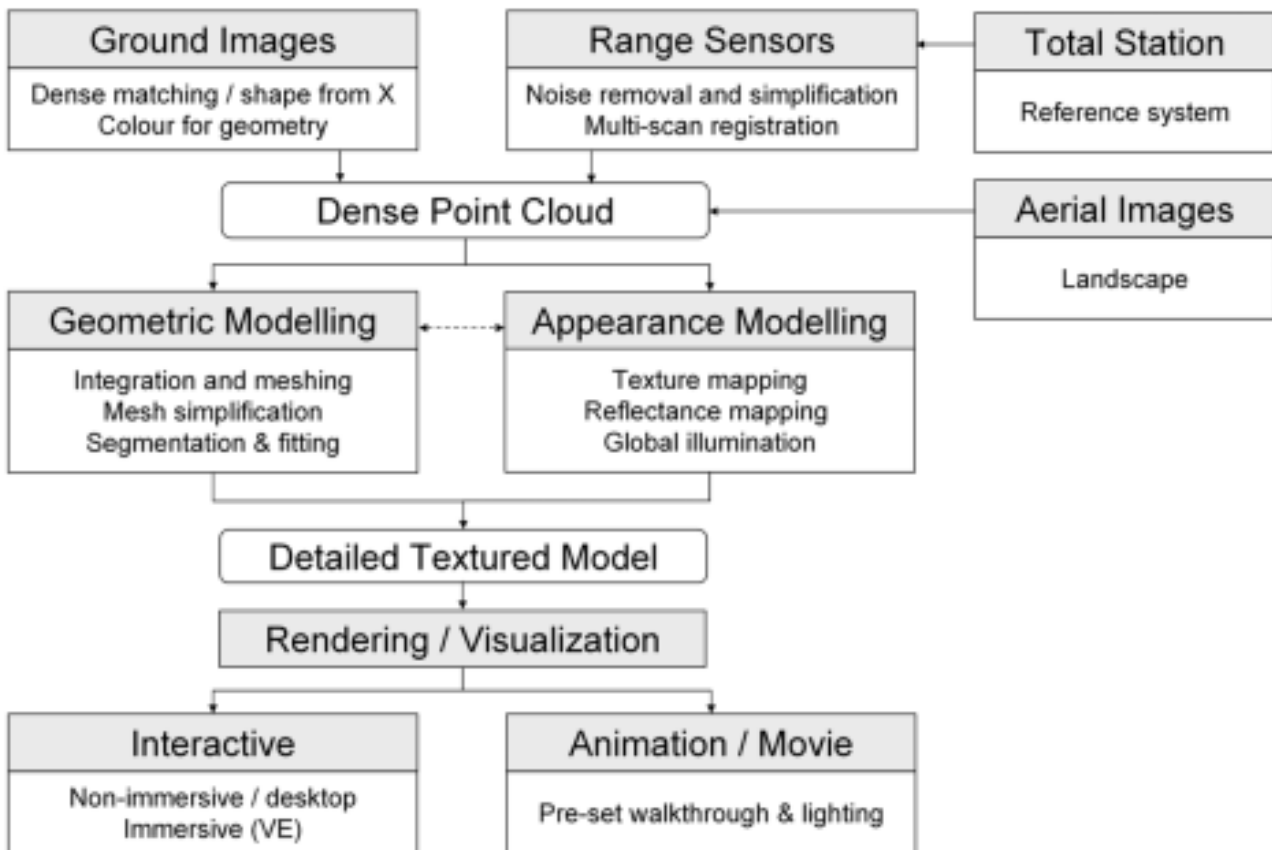 Ground Images
Dense matching / shape from X
Colour for geometry
Range Sensors
Noise removal and simplification
Multi-scan registration
Total Station
Reference system
Dense Point Cloud
Aerial Images
Landscape
Geometric Modelling
Integration and meshing
Mesh simplification
Segmentation & fitting
Appearance Modelling
Texture mapping
Reflectance mapping
Global illumination
Detailed Textured Model
Rendering / Visualization
Interactive
Non-immersive / desktop
Immersive (VE)
Animation / Movie
Pre-set walkthrough & lighting